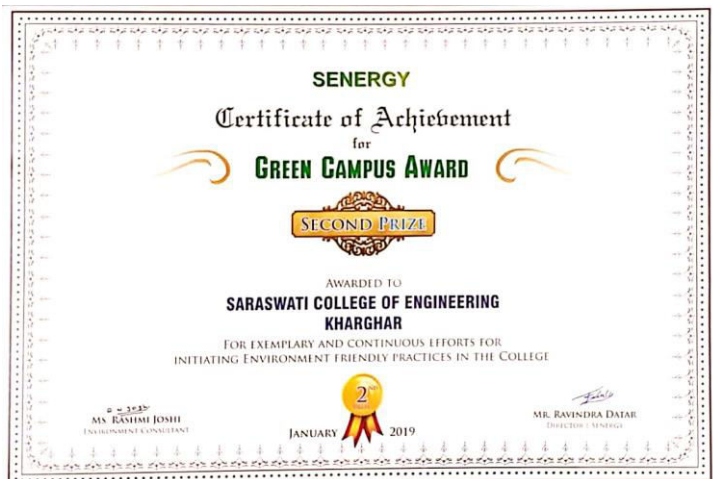 SENERGY
Certificate of Achievement
for
GREEN CAMPUS AWARD
SECOND PRIZE
AWARDED TO
SARASWATI COLLEGE OF ENGINEERING
KHARGHAR
FOR EXEMPLARY AND CONTINUOUS EFFORTS FOR
INITIATING ENVIRONMENT FRIENDLY PRACTICES IN THE COLLEGE
2ND
MS. RASHMI JOSHI
ENVIRONMENT CONSULTANT
JANUARY 2019
MR. RAVINDRA DATAR
DIRECTOR : SENERGY